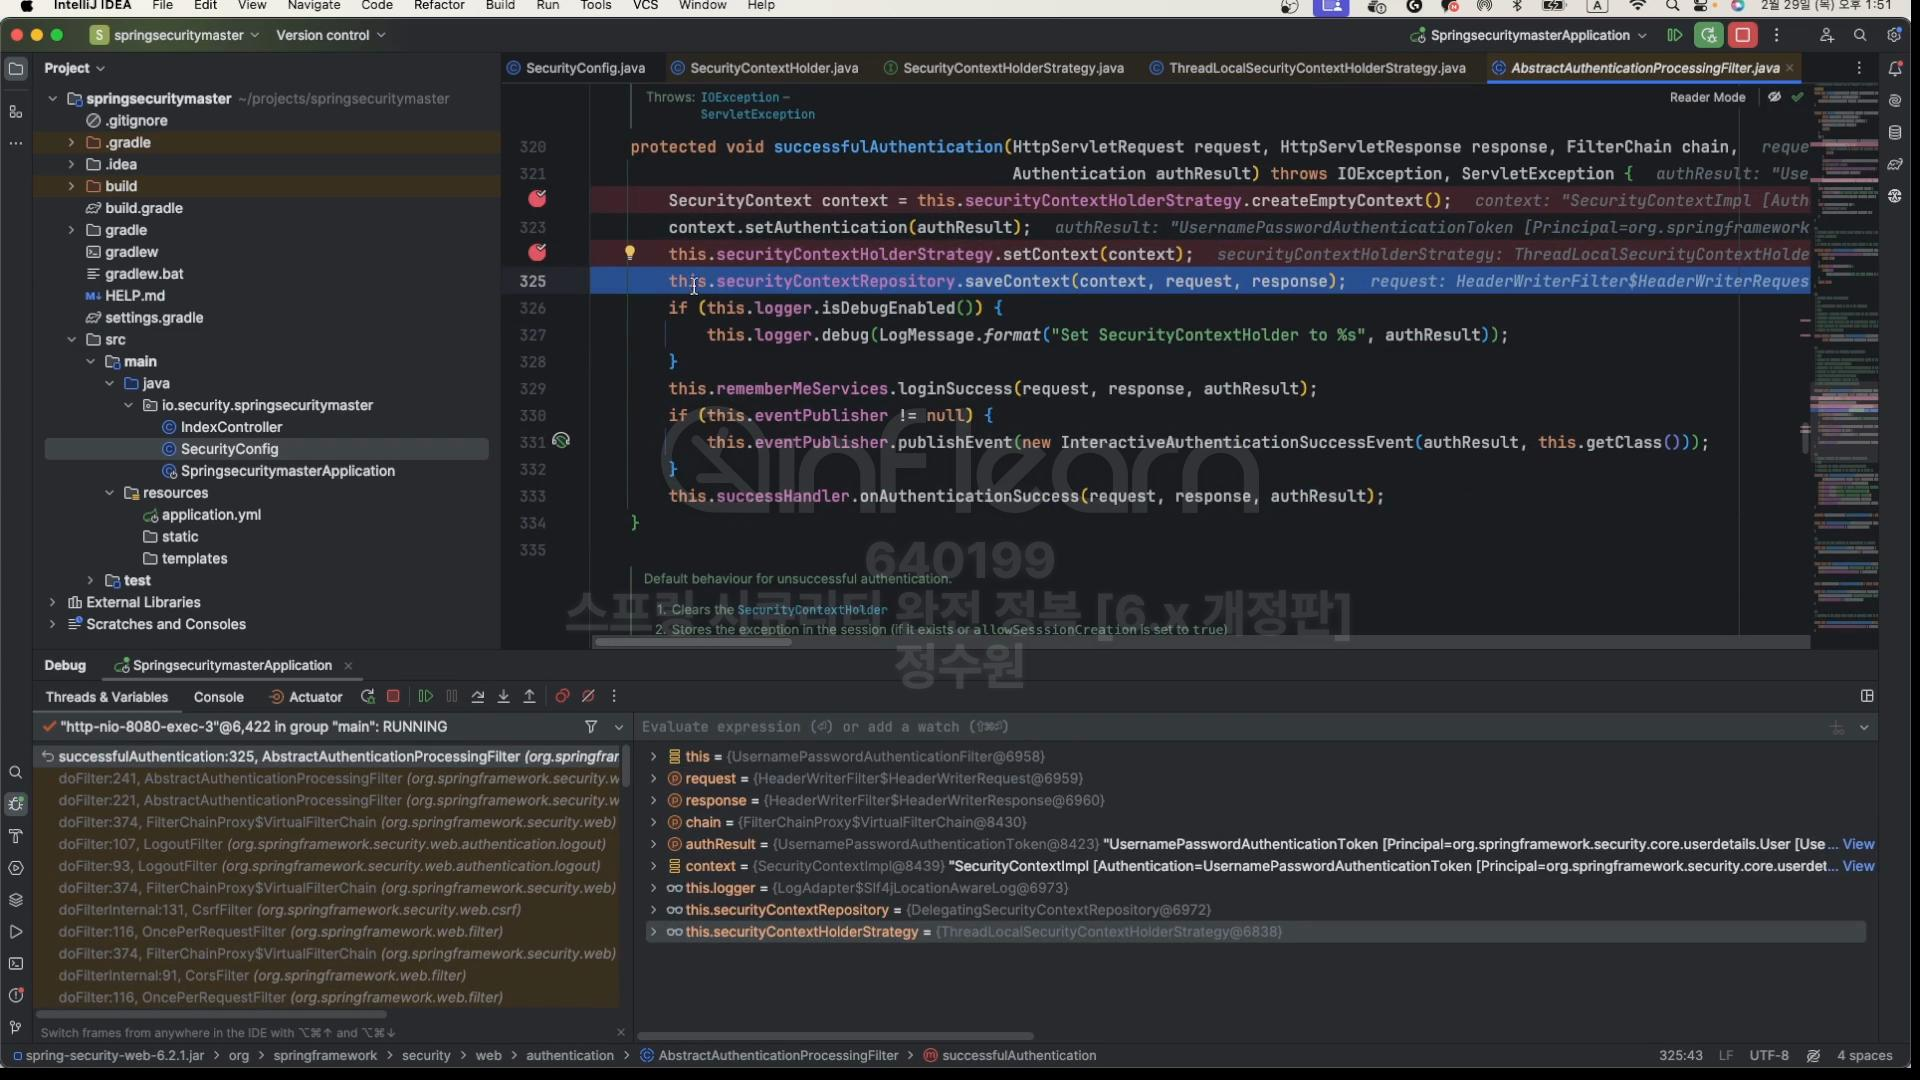 IntelliJ IDEA File Edit View Navigate Code Refactor Build Run Tools VCS Window Help
A 2월 29일 (목) 오후 1:51
S springsecuritymaster Version control
SpringsecuritymasterApplication
Project
springsecuritymaster ~/projects/springsecuritymaster
.gitignore
.gradle
.idea
build
build.gradle
gradle
gradlew
gradlew.bat
HELP.md
settings.gradle
src
main
java
io.security.springsecuritymaster
IndexController
SecurityConfig
SpringsecuritymasterApplication
resources
application.yml
static
templates
test
External Libraries
Scratches and Consoles
SecurityConfig.java SecurityContextHolder.java SecurityContextHolderStrategy.java ThreadLocalSecurityContextHolderStrategy.java AbstractAuthenticationProcessingFilter.java
Reader Mode
Throws: IOException –
ServletException
320 protected void successfulAuthentication(HttpServletRequest request, HttpServletResponse response, FilterChain chain, reque
321 Authentication authResult) throws IOException, ServletException { authResult: "Use
SecurityContext context = this.securityContextHolderStrategy.createEmptyContext(); context: "SecurityContextImpl [Auth
323 context.setAuthentication(authResult); authResult: "UsernamePasswordAuthenticationToken [Principal=org.springframework
this.securityContextHolderStrategy.setContext(context); securityContextHolderStrategy: ThreadLocalSecurityContextHolde
325 this.securityContextRepository.saveContext(context, request, response); request: HeaderWriterFilter$HeaderWriterReques
326 if (this.logger.isDebugEnabled()) {
327 this.logger.debug(LogMessage.format("Set SecurityContextHolder to %s", authResult));
328 }
329 this.rememberMeServices.loginSuccess(request, response, authResult);
330 if (this.eventPublisher != null) {
331 this.eventPublisher.publishEvent(new InteractiveAuthenticationSuccessEvent(authResult, this.getClass()));
332 }
333 this.successHandler.onAuthenticationSuccess(request, response, authResult);
334 }
335
Default behaviour for unsuccessful authentication.
1. Clears the SecurityContextHolder
2. Stores the exception in the session (if it exists or allowSesssionCreation is set to true)
inflearn
640199
스프링 시큐리티 완전 정복 [6.x 개정판]
정수원
Debug SpringsecuritymasterApplication
Threads & Variables Console Actuator
"http-nio-8080-exec-3"@6,422 in group "main": RUNNING
successfulAuthentication:325, AbstractAuthenticationProcessingFilter (org.springfram
doFilter:241, AbstractAuthenticationProcessingFilter (org.springframework.security.w
doFilter:221, AbstractAuthenticationProcessingFilter (org.springframework.security.w
doFilter:374, FilterChainProxy$VirtualFilterChain (org.springframework.security.web)
doFilter:107, LogoutFilter (org.springframework.security.web.authentication.logout)
doFilter:93, LogoutFilter (org.springframework.security.web.authentication.logout)
doFilter:374, FilterChainProxy$VirtualFilterChain (org.springframework.security.web)
doFilterInternal:131, CsrfFilter (org.springframework.security.web.csrf)
doFilter:116, OncePerRequestFilter (org.springframework.web.filter)
doFilter:374, FilterChainProxy$VirtualFilterChain (org.springframework.security.web)
doFilterInternal:91, CorsFilter (org.springframework.web.filter)
doFilter:116, OncePerRequestFilter (org.springframework.web.filter)
Switch frames from anywhere in the IDE with ⌥⌘↑ and ⌥⌘↓
Evaluate expression (⏎) or add a watch (⇧⌘⏎)
this = {UsernamePasswordAuthenticationFilter@6958}
request = {HeaderWriterFilter$HeaderWriterRequest@6959}
response = {HeaderWriterFilter$HeaderWriterResponse@6960}
chain = {FilterChainProxy$VirtualFilterChain@8430}
authResult = {UsernamePasswordAuthenticationToken@8423} "UsernamePasswordAuthenticationToken [Principal=org.springframework.security.core.userdetails.User [Use... View
context = {SecurityContextImpl@8439} "SecurityContextImpl [Authentication=UsernamePasswordAuthenticationToken [Principal=org.springframework.security.core.userdet... View
this.logger = {LogAdapter$Slf4jLocationAwareLog@6973}
this.securityContextRepository = {DelegatingSecurityContextRepository@6972}
this.securityContextHolderStrategy = {ThreadLocalSecurityContextHolderStrategy@6838}
spring-security-web-6.2.1.jar > org > springframework > security > web > authentication > AbstractAuthenticationProcessingFilter > successfulAuthentication
325:43 LF UTF-8 4 spaces